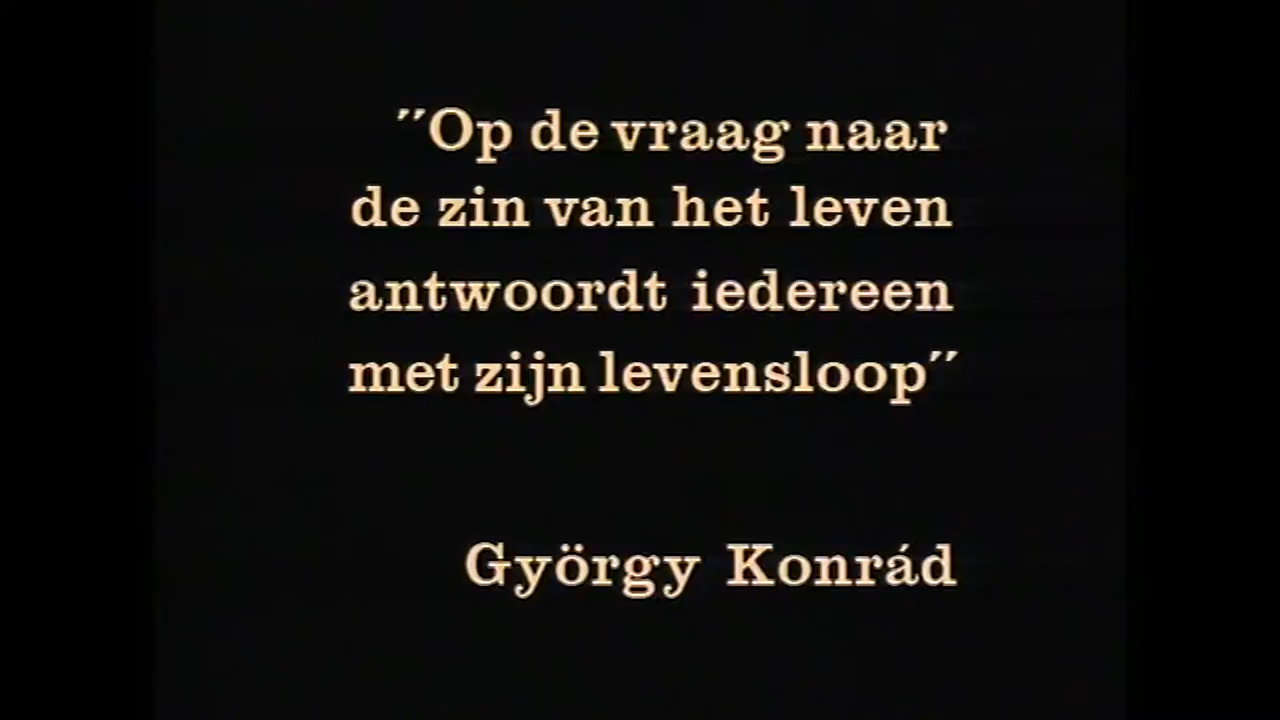 "Op de vraag naar
de zin van het leven
antwoordt iedereen
met zijn levensloop"
György Konrád